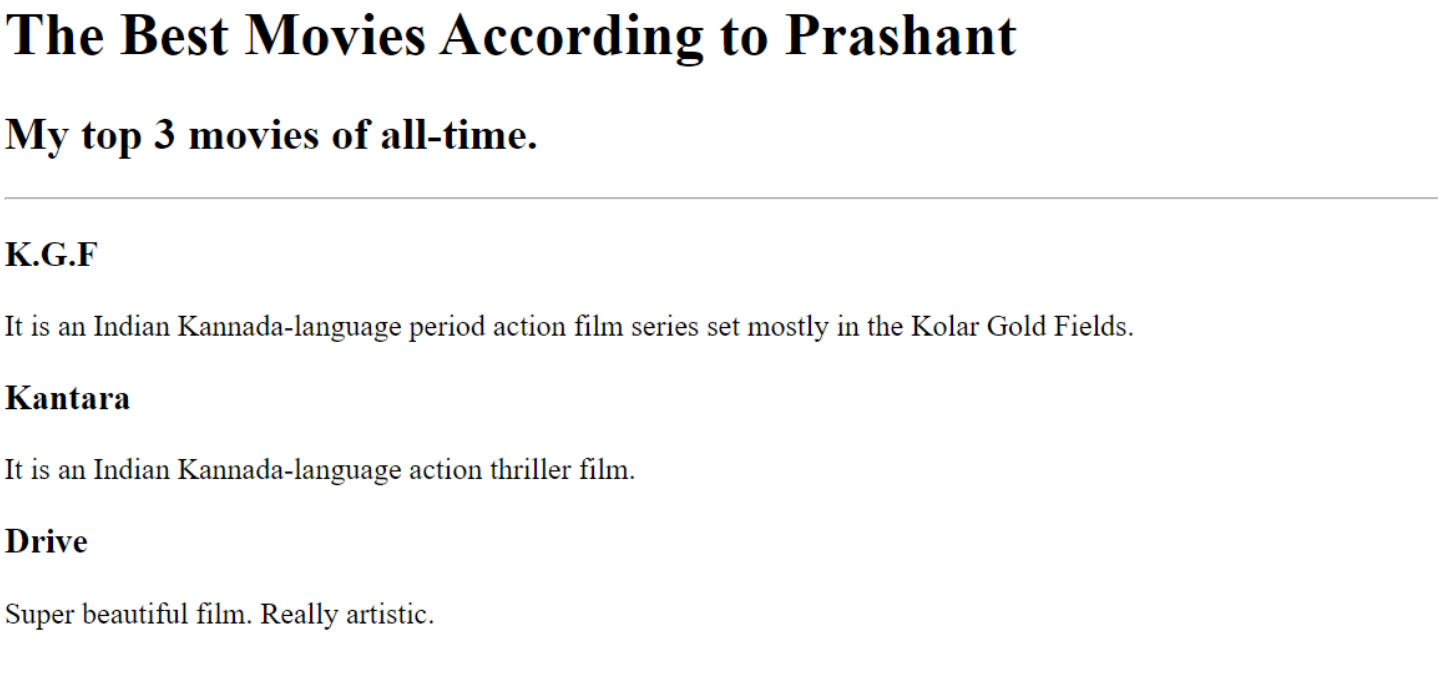 The Best Movies According to Prashant
My top 3 movies of all-time.
K.G.F
It is an Indian Kannada-language period action film series set mostly in the Kolar Gold Fields.
Kantara
It is an Indian Kannada-language action thriller film.
Drive
Super beautiful film. Really artistic.